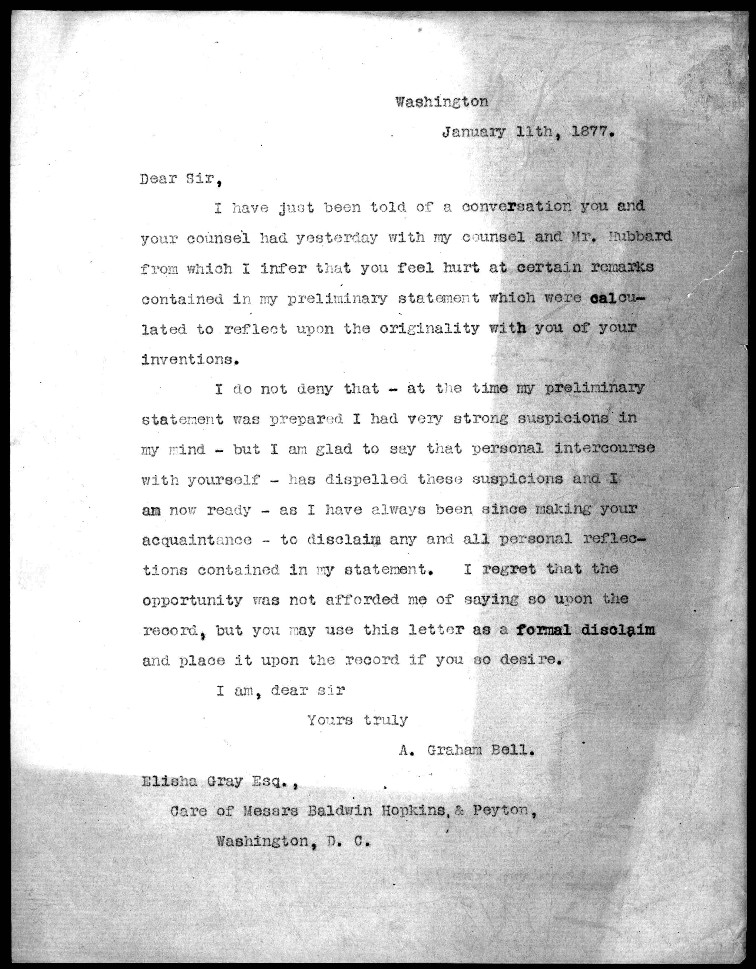 Washington
January 11th, 1877.
Dear Sir,
I have just been told of a conversation you and
your counsel had yesterday with my counsel and Mr. Hubbard
from which I infer that you feel hurt at certain remarks
contained in my preliminary statement which were calcu-
lated to reflect upon the originality with you of your
inventions.
I do not deny that - at the time my preliminary
statement was prepared I had very strong suspicions in
my mind - but I am glad to say that personal intercourse
with yourself - has dispelled these suspicions and I
am now ready - as I have always been since making your
acquaintance - to disclaim any and all personal reflec-
tions contained in my statement. I regret that the
opportunity was not afforded me of saying so upon the
record, but you may use this letter as a formal disclaim
and place it upon the record if you so desire.
I am, dear sir
Yours truly
A. Graham Bell.
Elisha Gray Esq.,
Care of Messrs Baldwin Hopkins, & Peyton,
Washington, D. C.